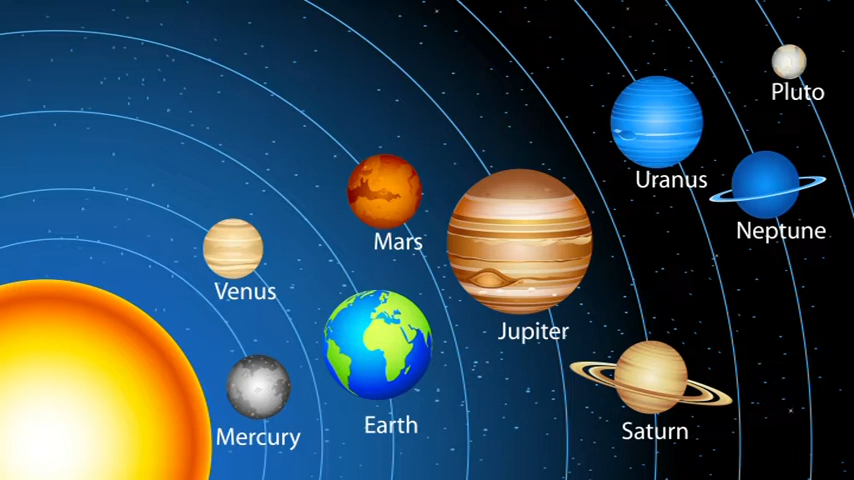 Pluto
Uranus
Neptune
Mars
Venus
Jupiter
Earth
Saturn
Mercury